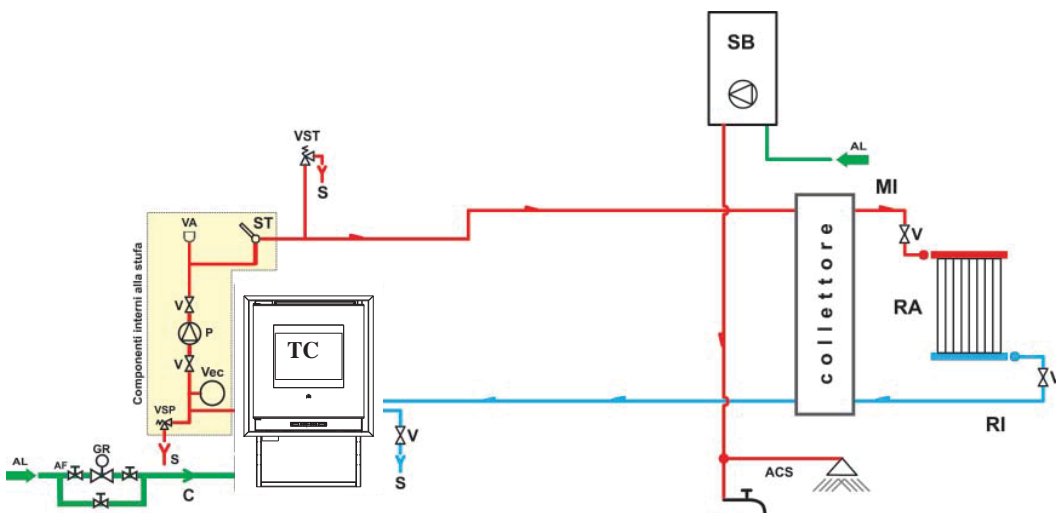 SB
VST
AL
S
MI
VA
ST
V
Componenti interni alla stufa
collettore
V
P
RA
TC
V
Vec
V
VSP
V
RI
S
GR
AL
AF
C
S
ACS